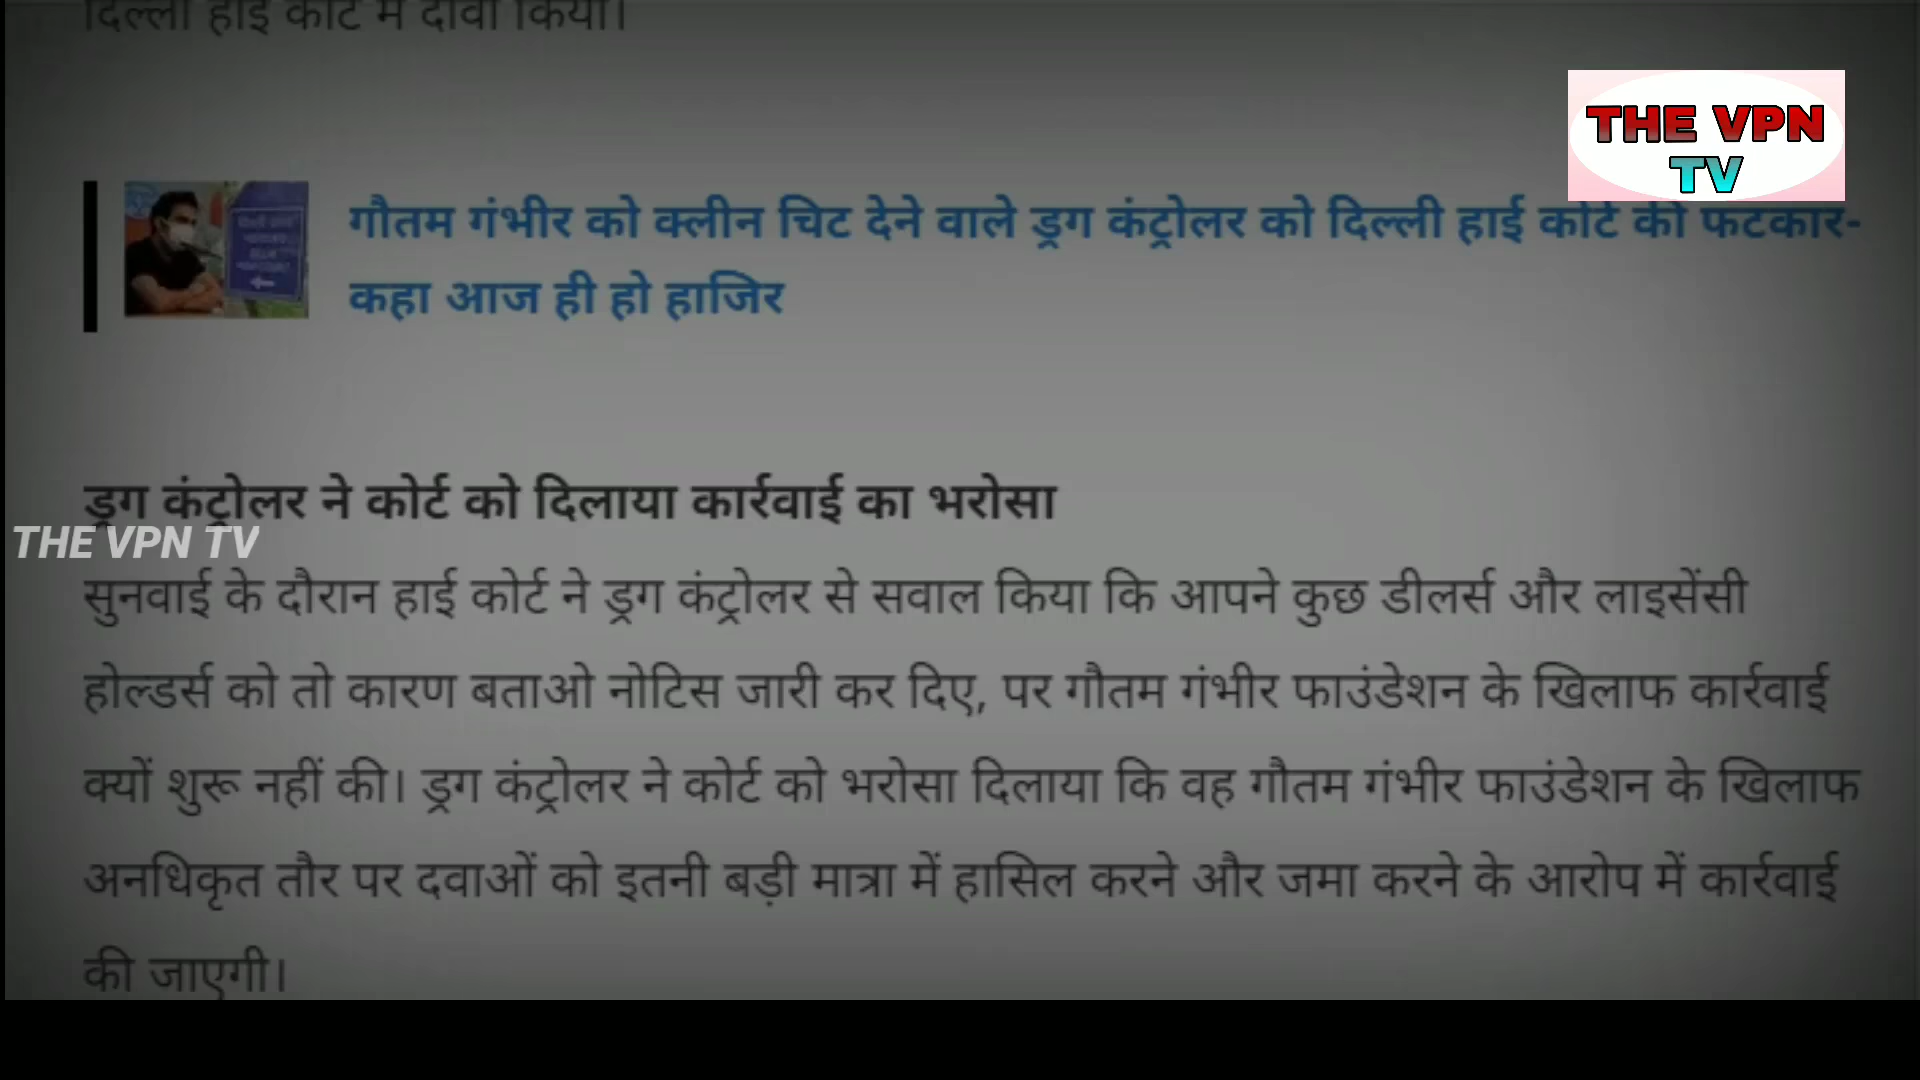 दिल्ली हाई कोर्ट में दावा किया।
THE VPN
TV
गौतम गंभीर को क्लीन चिट देने वाले ड्रग कंट्रोलर को दिल्ली हाई कोर्ट की फटकार-
कहा आज ही हो हाजिर
ड्रग कंट्रोलर ने कोर्ट को दिलाया कार्रवाई का भरोसा
THE VPN TV
सुनवाई के दौरान हाई कोर्ट ने ड्रग कंट्रोलर से सवाल किया कि आपने कुछ डीलर्स और लाइसेंसी
होल्डर्स को तो कारण बताओ नोटिस जारी कर दिए, पर गौतम गंभीर फाउंडेशन के खिलाफ कार्रवाई
क्यों शुरू नहीं की। ड्रग कंट्रोलर ने कोर्ट को भरोसा दिलाया कि वह गौतम गंभीर फाउंडेशन के खिलाफ
अनधिकृत तौर पर दवाओं को इतनी बड़ी मात्रा में हासिल करने और जमा करने के आरोप में कार्रवाई
की जाएगी।